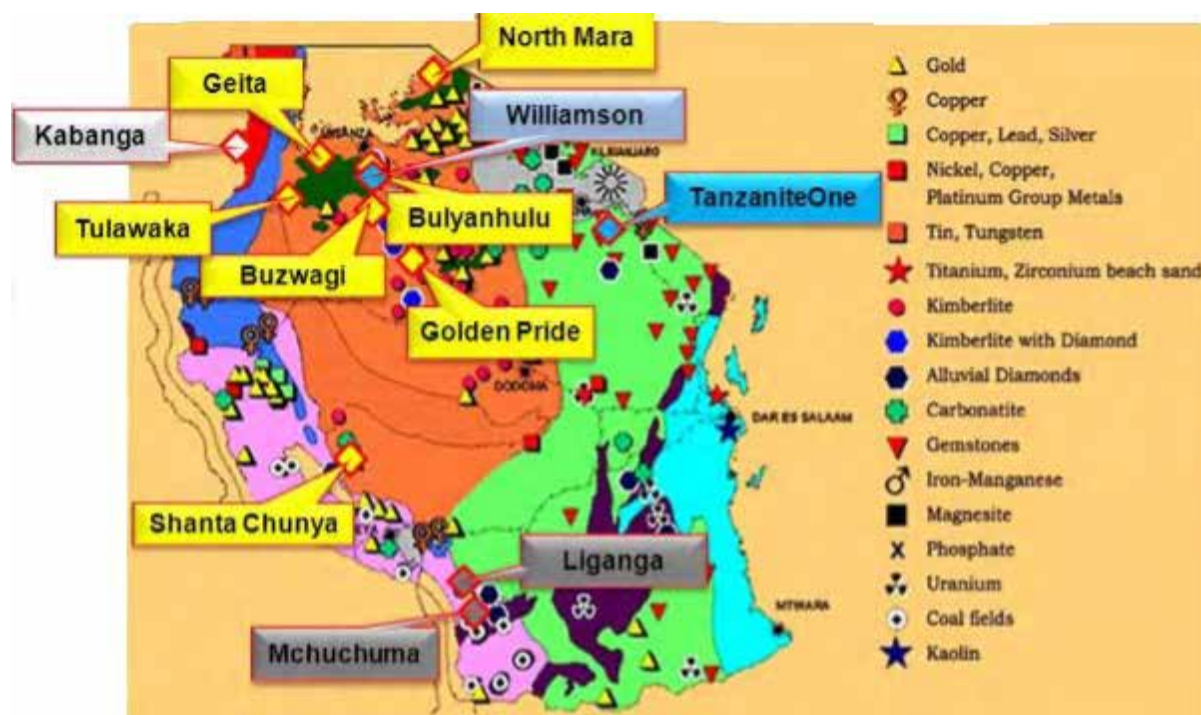 North Mara
Geita
Williamson
Kabanga
TanzaniteOne
Tulawaka
Bulyanhulu
Buzwagi
Golden Pride
DODOMA
DAR ES SALAAM
Shanta Chunya
Liganga
MTWARA
Mchuchuma
Gold
Copper
Copper, Lead, Silver
Nickel, Copper,
Platinum Group Metals
Tin, Tungsten
Titanium, Zirconium beach sand
Kimberlite
Kimberlite with Diamond
Alluvial Diamonds
Carbonatite
Gemstones
Iron-Manganese
Magnesite
Phosphate
Uranium
Coal fields
Kaolin